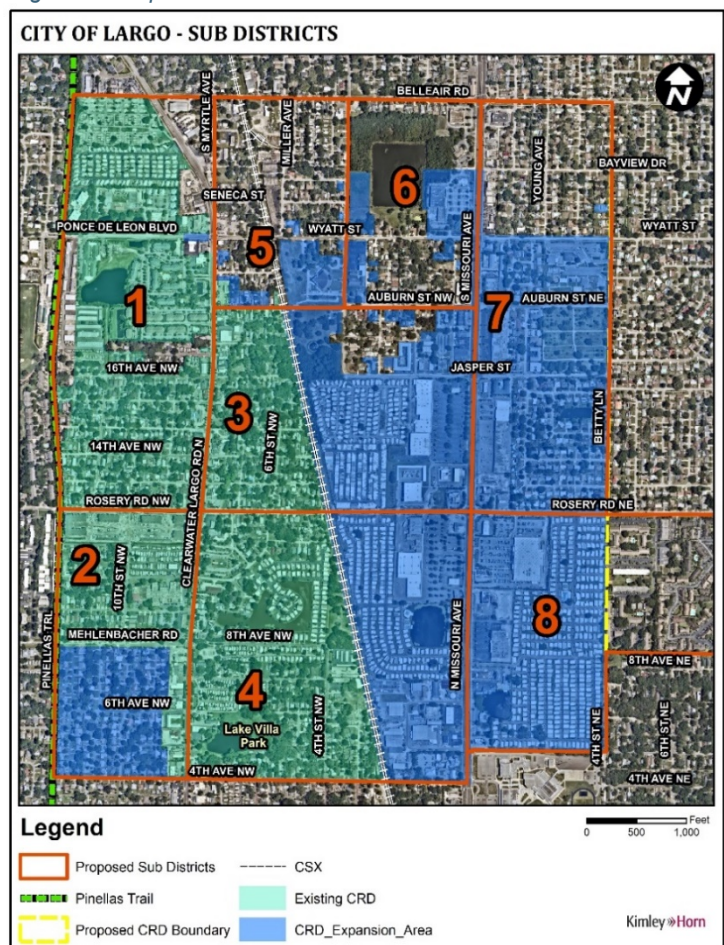 CITY OF LARGO - SUB DISTRICTS
N
BELLEAIR RD
S MYRTLE AVE
MILLER AVE
YOUNG AVE
BAYVIEW DR
SENECA ST
6
PONCE DE LEON BLVD
WYATT ST
WYATT ST
5
S MISSOURI AVE
1
AUBURN ST NW
7
AUBURN ST NE
16TH AVE NW
JASPER ST
3
6TH ST NW
BETTY LN
14TH AVE NW
CLEARWATER LARGO RD N
ROSERY RD NW
ROSERY RD NE
2
10TH ST NW
8
MEHLENBACHER RD
8TH AVE NW
N MISSOURI AVE
PINELLAS TRL
8TH AVE NE
6TH AVE NW
4
4TH ST NW
4TH ST NE
6TH ST NE
Lake Villa
Park
4TH AVE NW
4TH AVE NE
Legend
Feet
0 500 1,000
Proposed Sub Districts
CSX
Pinellas Trail
Existing CRD
Proposed CRD Boundary
CRD_Expansion_Area
Kimley»Horn